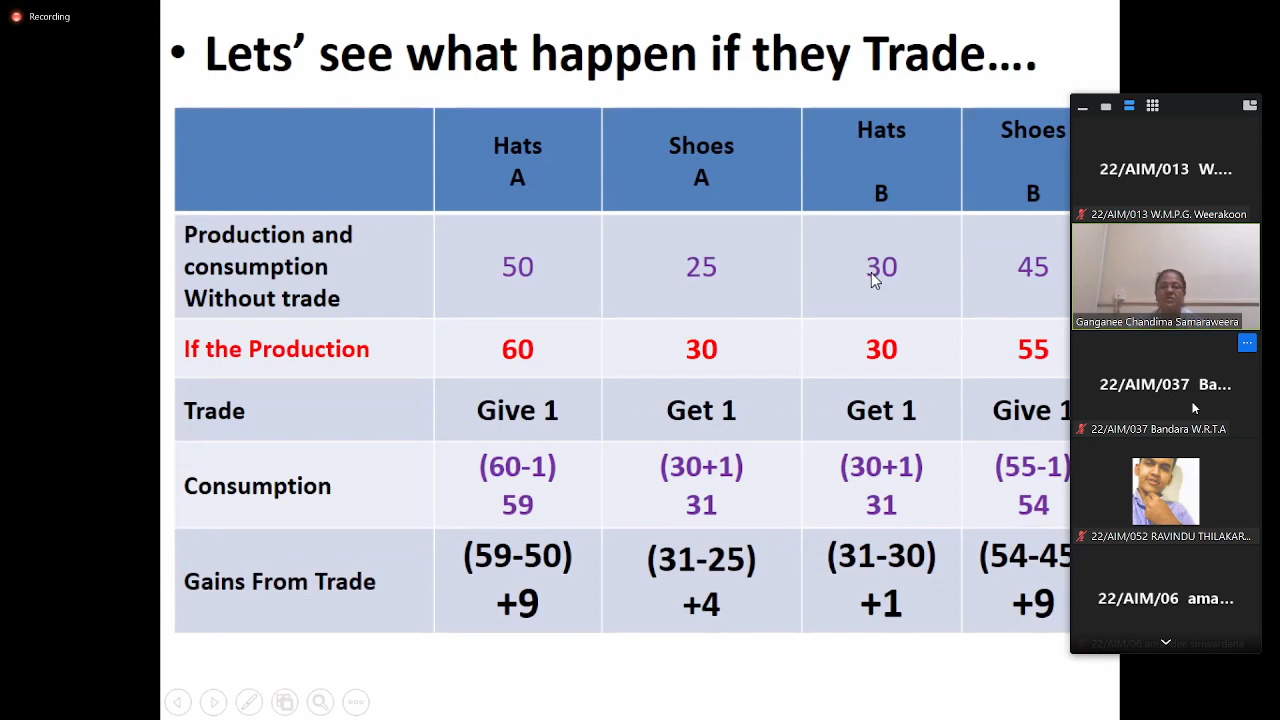 Recording
• Lets’ see what happen if they Trade….
Hats
A
Shoes
A
Hats
B
Shoes
B
Production and
consumption
Without trade
50
25
30
45
If the Production
60
30
30
55
Trade
Give 1
Get 1
Get 1
Give 1
Consumption
(60-1)
59
(30+1)
31
(30+1)
31
(55-1)
54
Gains From Trade
(59-50)
+9
(31-25)
+4
(31-30)
+1
(54-45
+9
22/AIM/013 W....
22/AIM/013 W.M.P.G. Weerakoon
Ganganee Chandima Samaraweera
22/AIM/037 Ba...
22/AIM/037 Bandara W.R.T.A
22/AIM/052 RAVINDU THILAKAR...
22/AIM/06 ama...